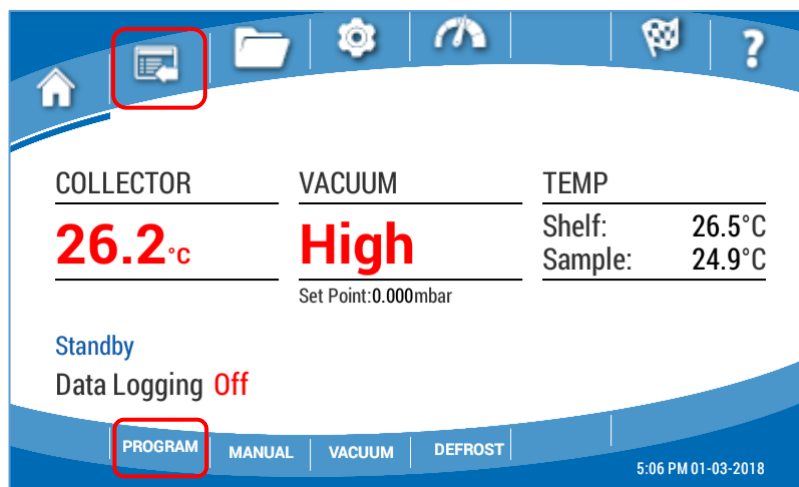 ?
COLLECTOR VACUUM TEMP
26.2°C High Shelf: 26.5°C
Sample: 24.9°C
Set Point:0.000mbar
Standby
Data Logging Off
PROGRAM MANUAL VACUUM DEFROST
5:06 PM 01-03-2018